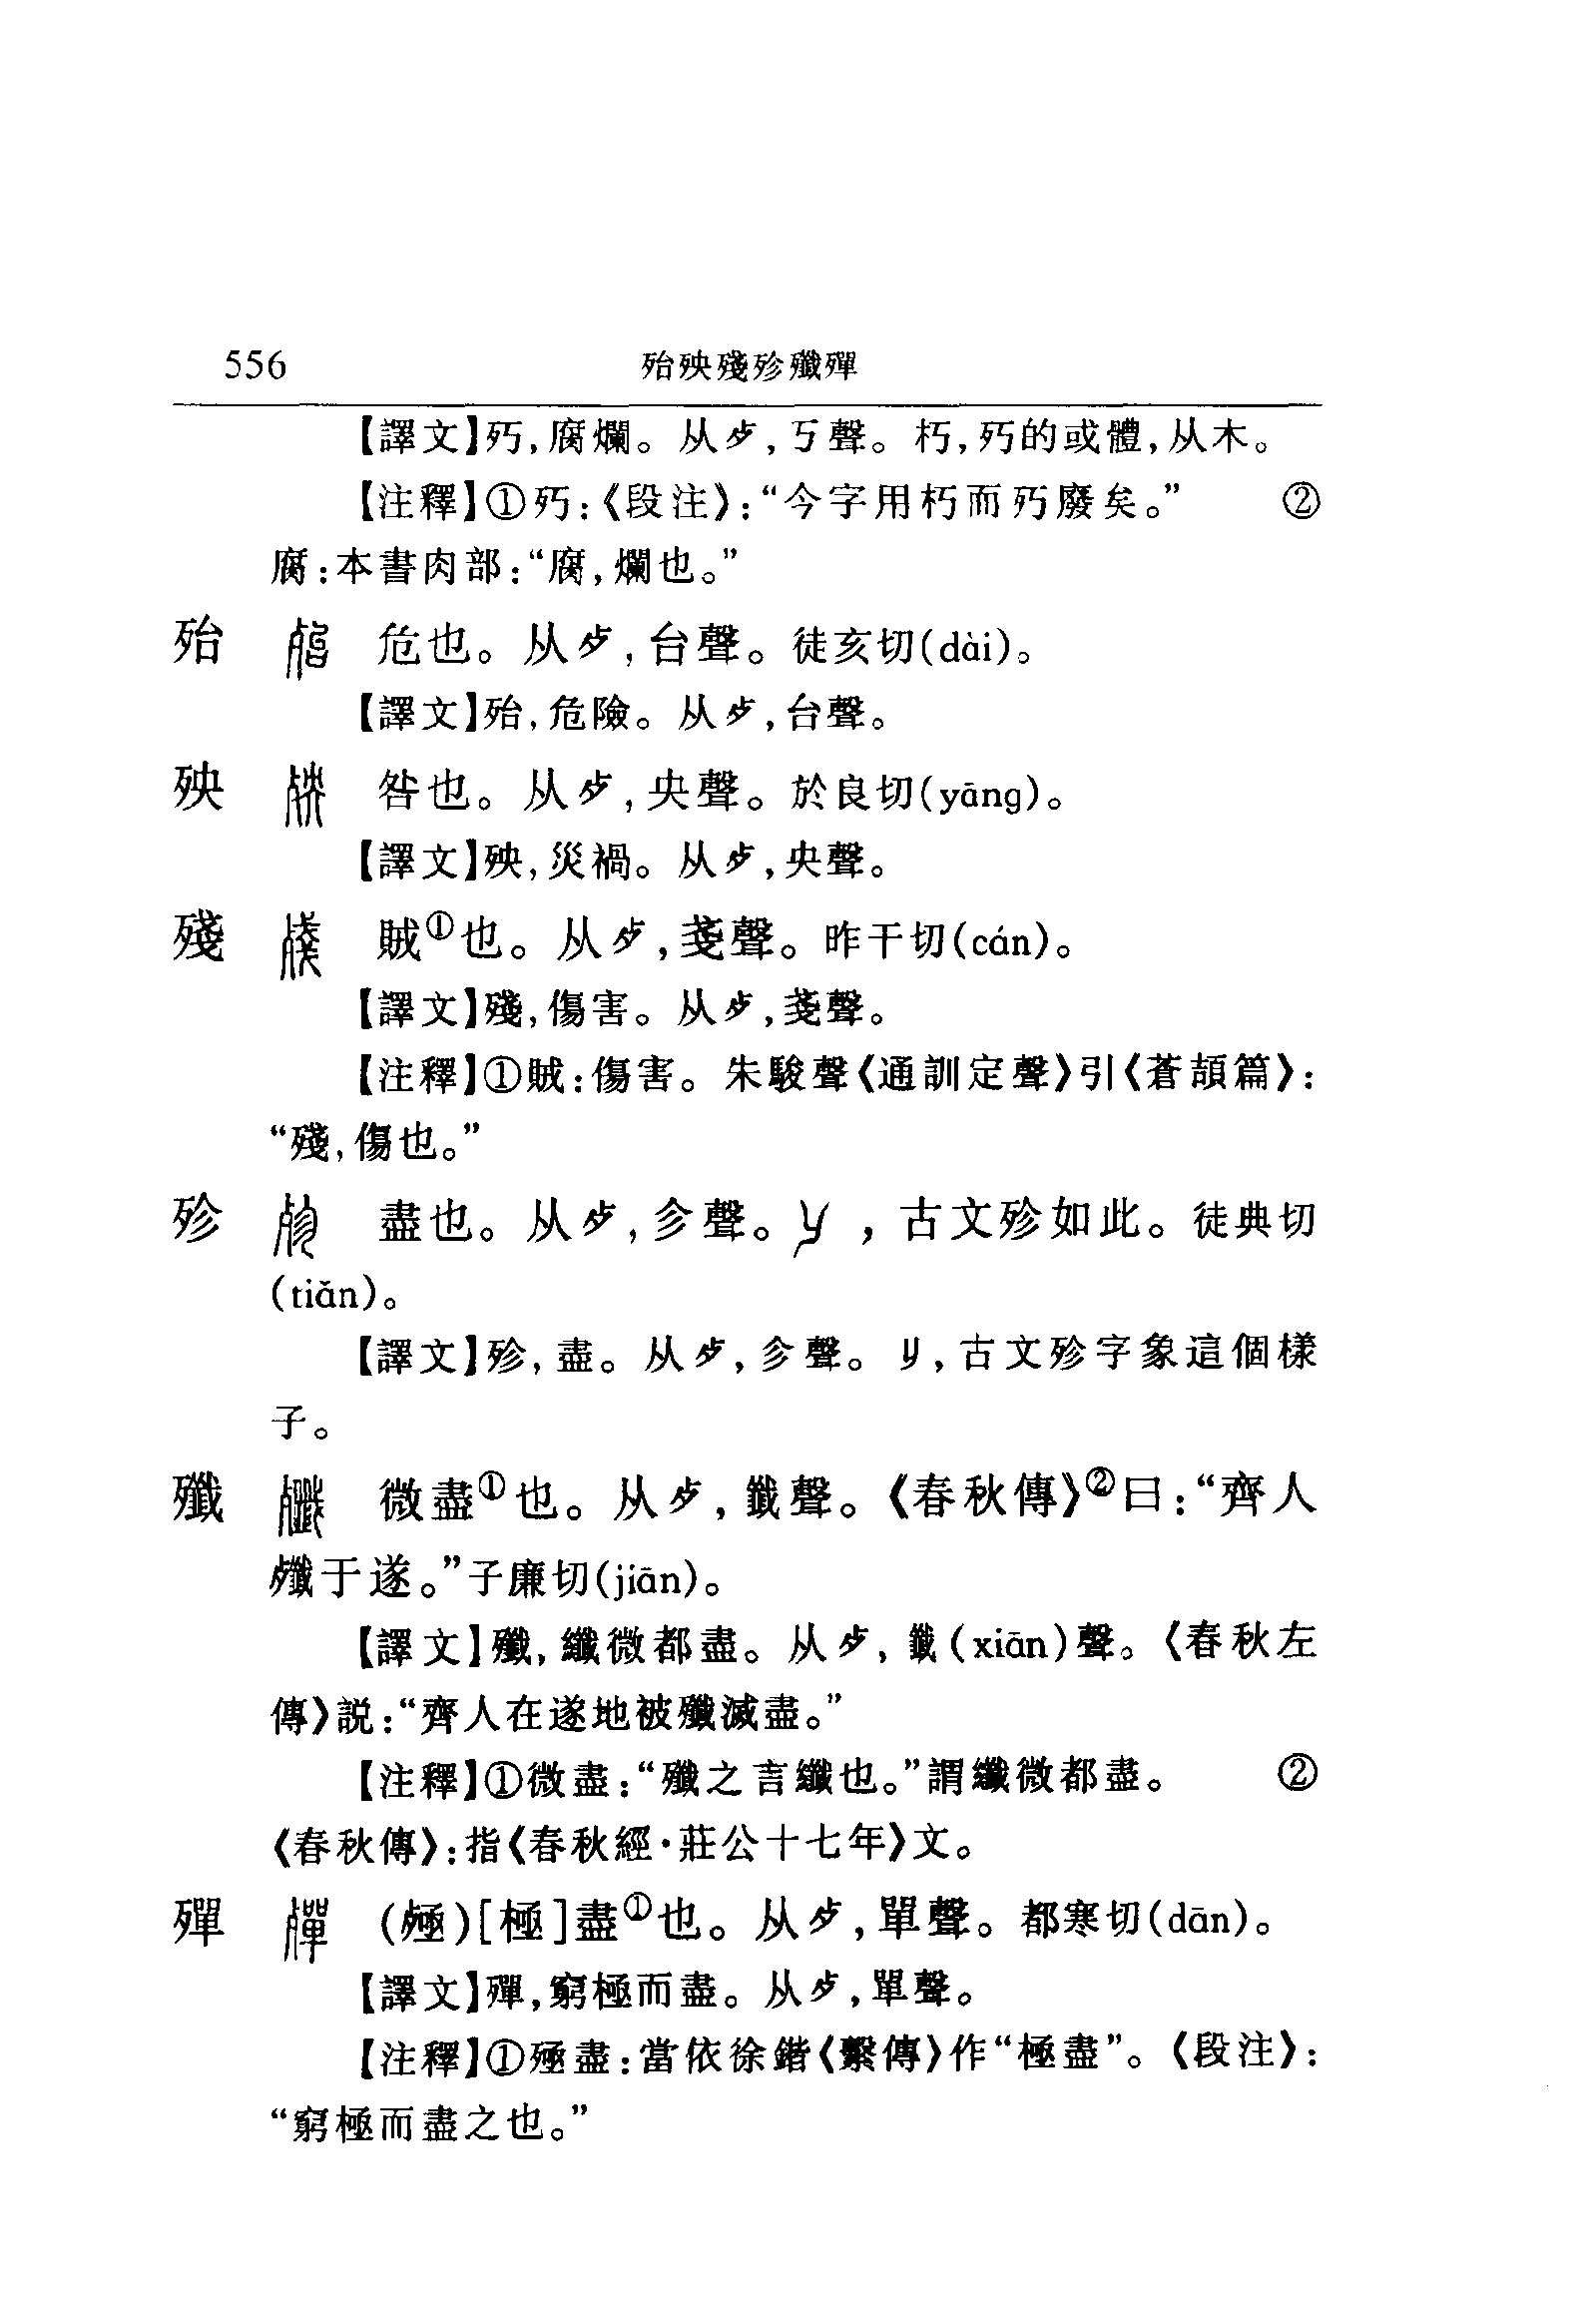 556 殆殃殘殄殲殫
【譯文】㱙,腐爛。从歺,丂聲。朽,㱙的或體,从木。
【注釋】①㱙:《段注》:“今字用朽而㱙廢矣。” ②
腐:本書肉部:“腐,爛也。”
殆 危也。从歺,台聲。徒亥切(dài)。
【譯文】殆,危險。从歺,台聲。
殃 咎也。从歺,央聲。於良切(yāng)。
【譯文】殃,災禍。从歺,央聲。
殘 賊①也。从歺,戔聲。昨干切(cán)。
【譯文】殘,傷害。从歺,戔聲。
【注釋】①賊:傷害。朱駿聲《通訓定聲》引《蒼頡篇》:
“殘,傷也。”
殄 盡也。从歺,㐱聲。 ,古文殄如此。徒典切
(tiǎn)。
【譯文】殄,盡。从歺,㐱聲。 ,古文殄字象這個樣
子。
殲 微盡①也。从歺,韱聲。《春秋傳》②曰:“齊人
殲于遂。”子廉切(jiān)。
【譯文】殲,纖微都盡。从歺,韱(xiān)聲。《春秋左
傳》説:“齊人在遂地被殲滅盡。”
【注釋】①微盡:“殲之言纖也。”謂纖微都盡。 ②
《春秋傳》:指《春秋經·莊公十七年》文。
殫 (殛)[極]盡①也。从歺,單聲。都寒切(dān)。
【譯文】殫,窮極而盡。从歺,單聲。
【注釋】①殛盡:當依徐鍇《繫傳》作“極盡”。《段注》:
“窮極而盡之也。”